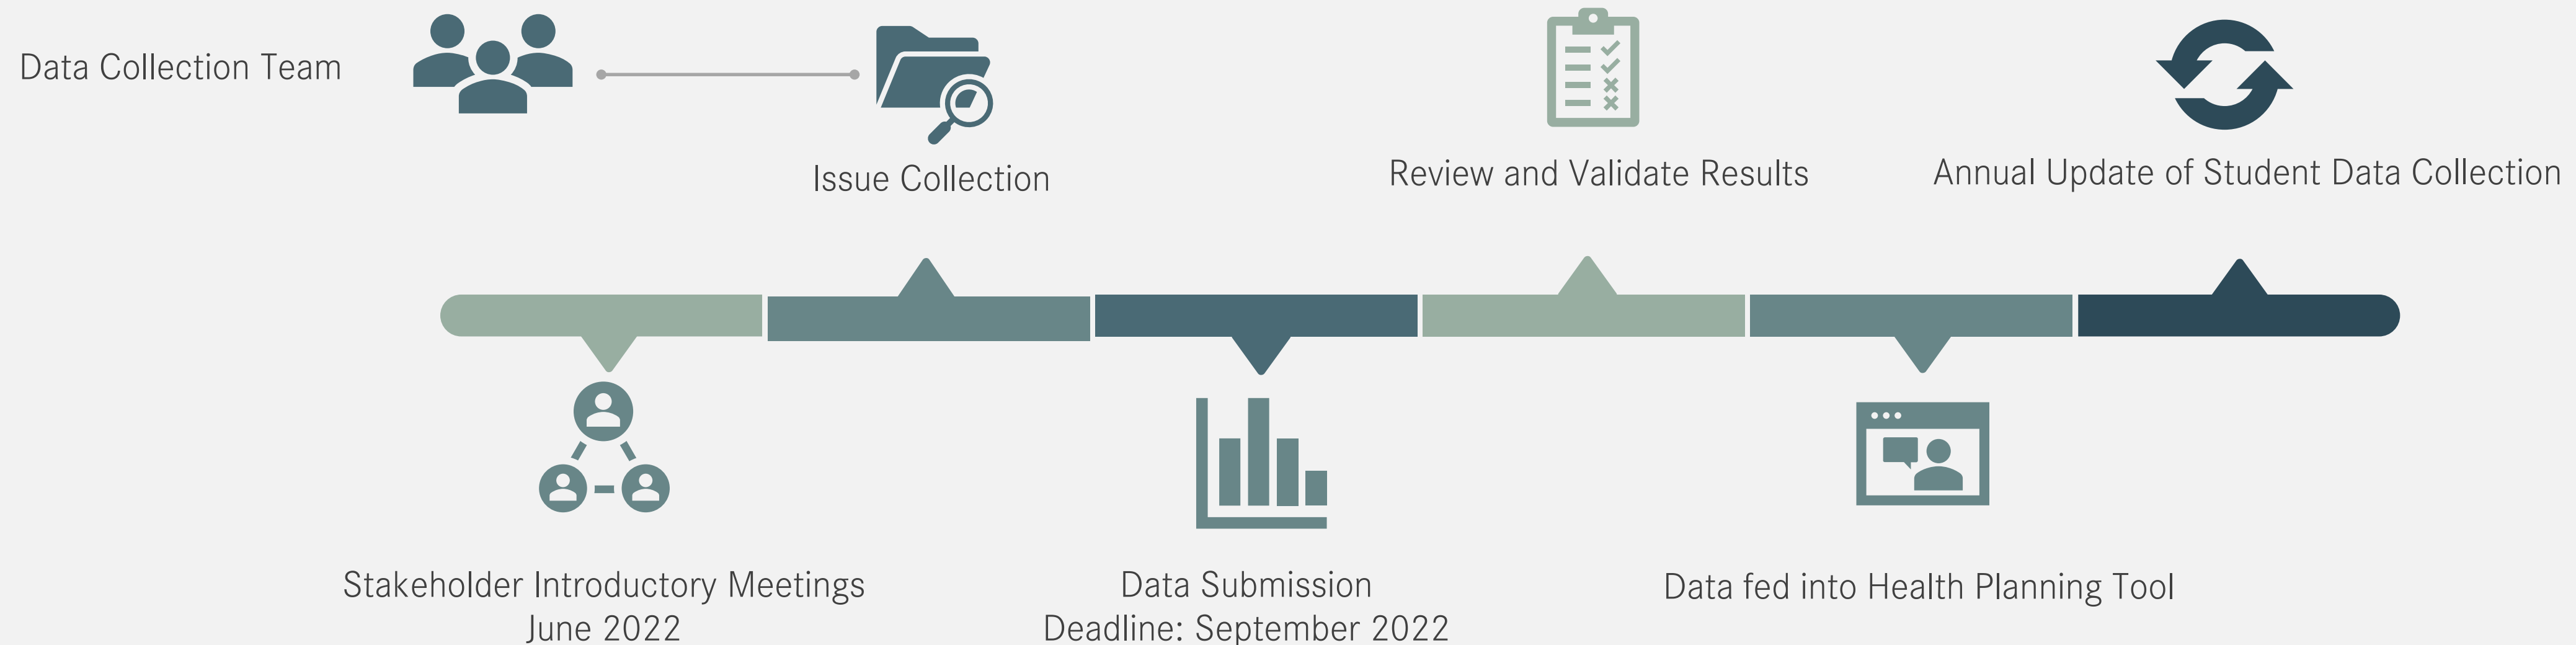 Data Collection Team
Issue Collection
Review and Validate Results
Annual Update of Student Data Collection
Stakeholder Introductory Meetings
June 2022
Data Submission
Deadline: September 2022
Data fed into Health Planning Tool